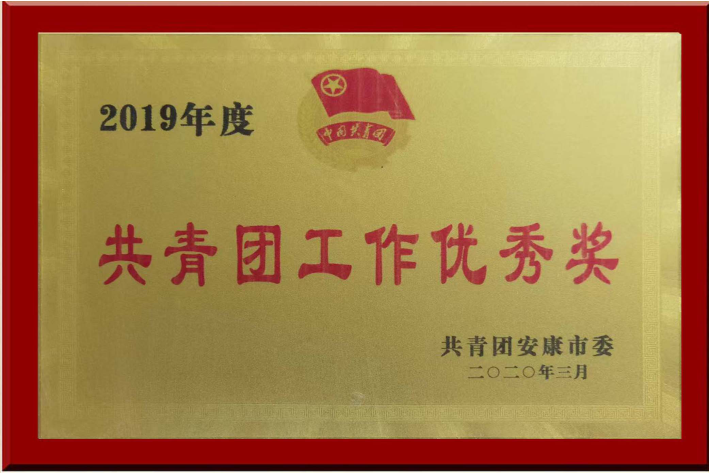 2019年度
中国共青团
共青团工作优秀奖
共青团安康市委
二〇二〇年三月